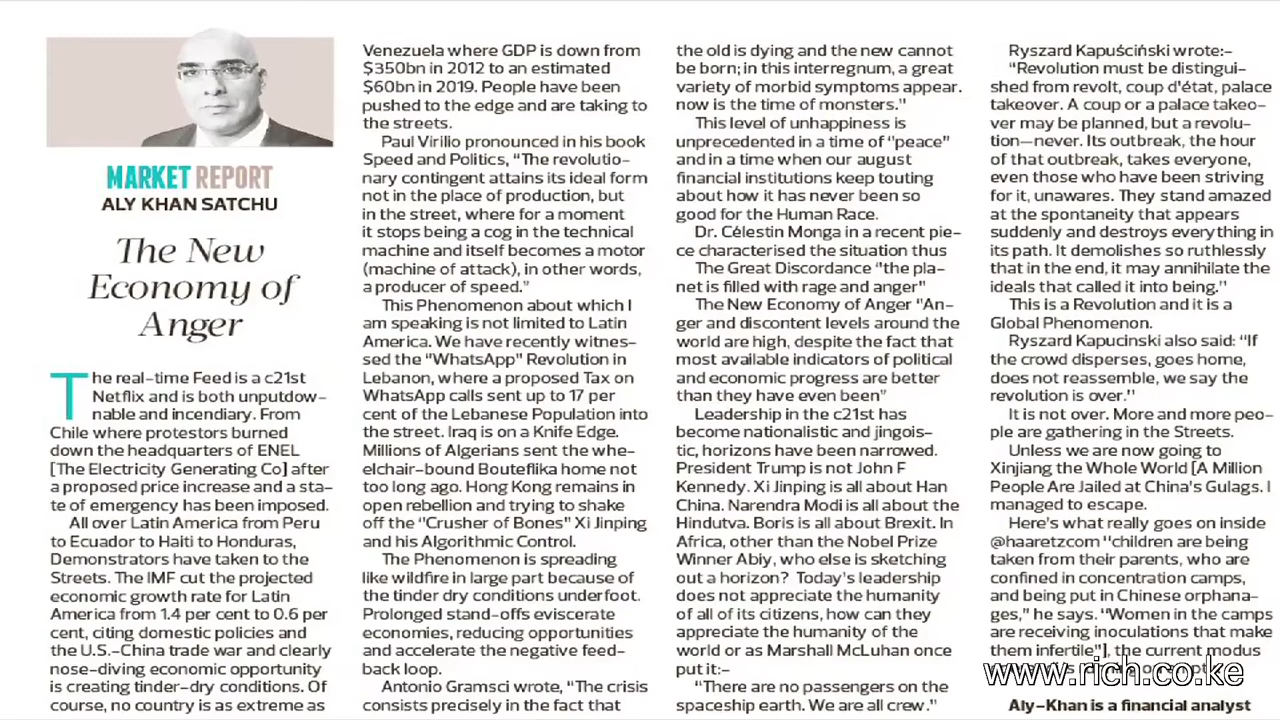 MARKET REPORT
ALY KHAN SATCHU
The New
Economy of
Anger
The real-time Feed is a c21st
Netflix and is both unputdow-
nable and incendiary. From
Chile where protestors burned
down the headquarters of ENEL
[The Electricity Generating Co] after
a proposed price increase and a sta-
te of emergency has been imposed.
All over Latin America from Peru
to Ecuador to Haiti to Honduras,
Demonstrators have taken to the
Streets. The IMF cut the projected
economic growth rate for Latin
America from 1.4 per cent to 0.6 per
cent, citing domestic policies and
the U.S.-China trade war and clearly
nose-diving economic opportunity
is creating tinder-dry conditions. Of
course, no country is as extreme as
Venezuela where GDP is down from
$350bn in 2012 to an estimated
$60bn in 2019. People have been
pushed to the edge and are taking to
the streets.
Paul Virilio pronounced in his book
Speed and Politics, "The revolutio-
nary contingent attains its ideal form
not in the place of production, but
in the street, where for a moment
it stops being a cog in the technical
machine and itself becomes a motor
(machine of attack), in other words,
a producer of speed."
This Phenomenon about which I
am speaking is not limited to Latin
America. We have recently witnes-
sed the "WhatsApp" Revolution in
Lebanon, where a proposed Tax on
WhatsApp calls sent up to 17 per
cent of the Lebanese Population into
the street. Iraq is on a Knife Edge.
Millions of Algerians sent the whe-
elchair-bound Bouteflika home not
too long ago. Hong Kong remains in
open rebellion and trying to shake
off the "Crusher of Bones" Xi Jinping
and his Algorithmic Control.
The Phenomenon is spreading
like wildfire in large part because of
the tinder dry conditions underfoot.
Prolonged stand-offs eviscerate
economies, reducing opportunities
and accelerate the negative feed-
back loop.
Antonio Gramsci wrote, "The crisis
consists precisely in the fact that
the old is dying and the new cannot
be born; in this interregnum, a great
variety of morbid symptoms appear.
now is the time of monsters."
This level of unhappiness is
unprecedented in a time of "peace"
and in a time when our august
financial institutions keep touting
about how it has never been so
good for the Human Race.
Dr. Célestin Monga in a recent pie-
ce characterised the situation thus
The Great Discordance "the pla-
net is filled with rage and anger"
The New Economy of Anger "An-
ger and discontent levels around the
world are high, despite the fact that
most available indicators of political
and economic progress are better
than they have even been"
Leadership in the c21st has
become nationalistic and jingois-
tic, horizons have been narrowed.
President Trump is not John F
Kennedy. Xi Jinping is all about Han
China. Narendra Modi is all about the
Hindutva. Boris is all about Brexit. In
Africa, other than the Nobel Prize
Winner Abiy, who else is sketching
out a horizon? Today's leadership
does not appreciate the humanity
of all of its citizens, how can they
appreciate the humanity of the
world or as Marshall McLuhan once
put it:-
"There are no passengers on the
spaceship earth. We are all crew."
Ryszard Kapuściński wrote:-
"Revolution must be distingui-
shed from revolt, coup d'état, palace
takeover. A coup or a palace takeo-
ver may be planned, but a revolu-
tion—never. Its outbreak, the hour
of that outbreak, takes everyone,
even those who have been striving
for it, unawares. They stand amazed
at the spontaneity that appears
suddenly and destroys everything in
its path. It demolishes so ruthlessly
that in the end, it may annihilate the
ideals that called it into being."
This is a Revolution and it is a
Global Phenomenon.
Ryszard Kapucinski also said: "If
the crowd disperses, goes home,
does not reassemble, we say the
revolution is over."
It is not over. More and more peo-
ple are gathering in the Streets.
Unless we are now going to
Xinjiang the Whole World [A Million
People Are Jailed at China's Gulags. I
managed to escape.
Here's what really goes on inside
@haaretzcom "children are being
taken from their parents, who are
confined in concentration camps,
and being put in Chinese orphana-
ges," he says. "Women in the camps
are receiving inoculations that make
them infertile"], the current modus
www.rich.co.ke
Aly-Khan is a financial analyst